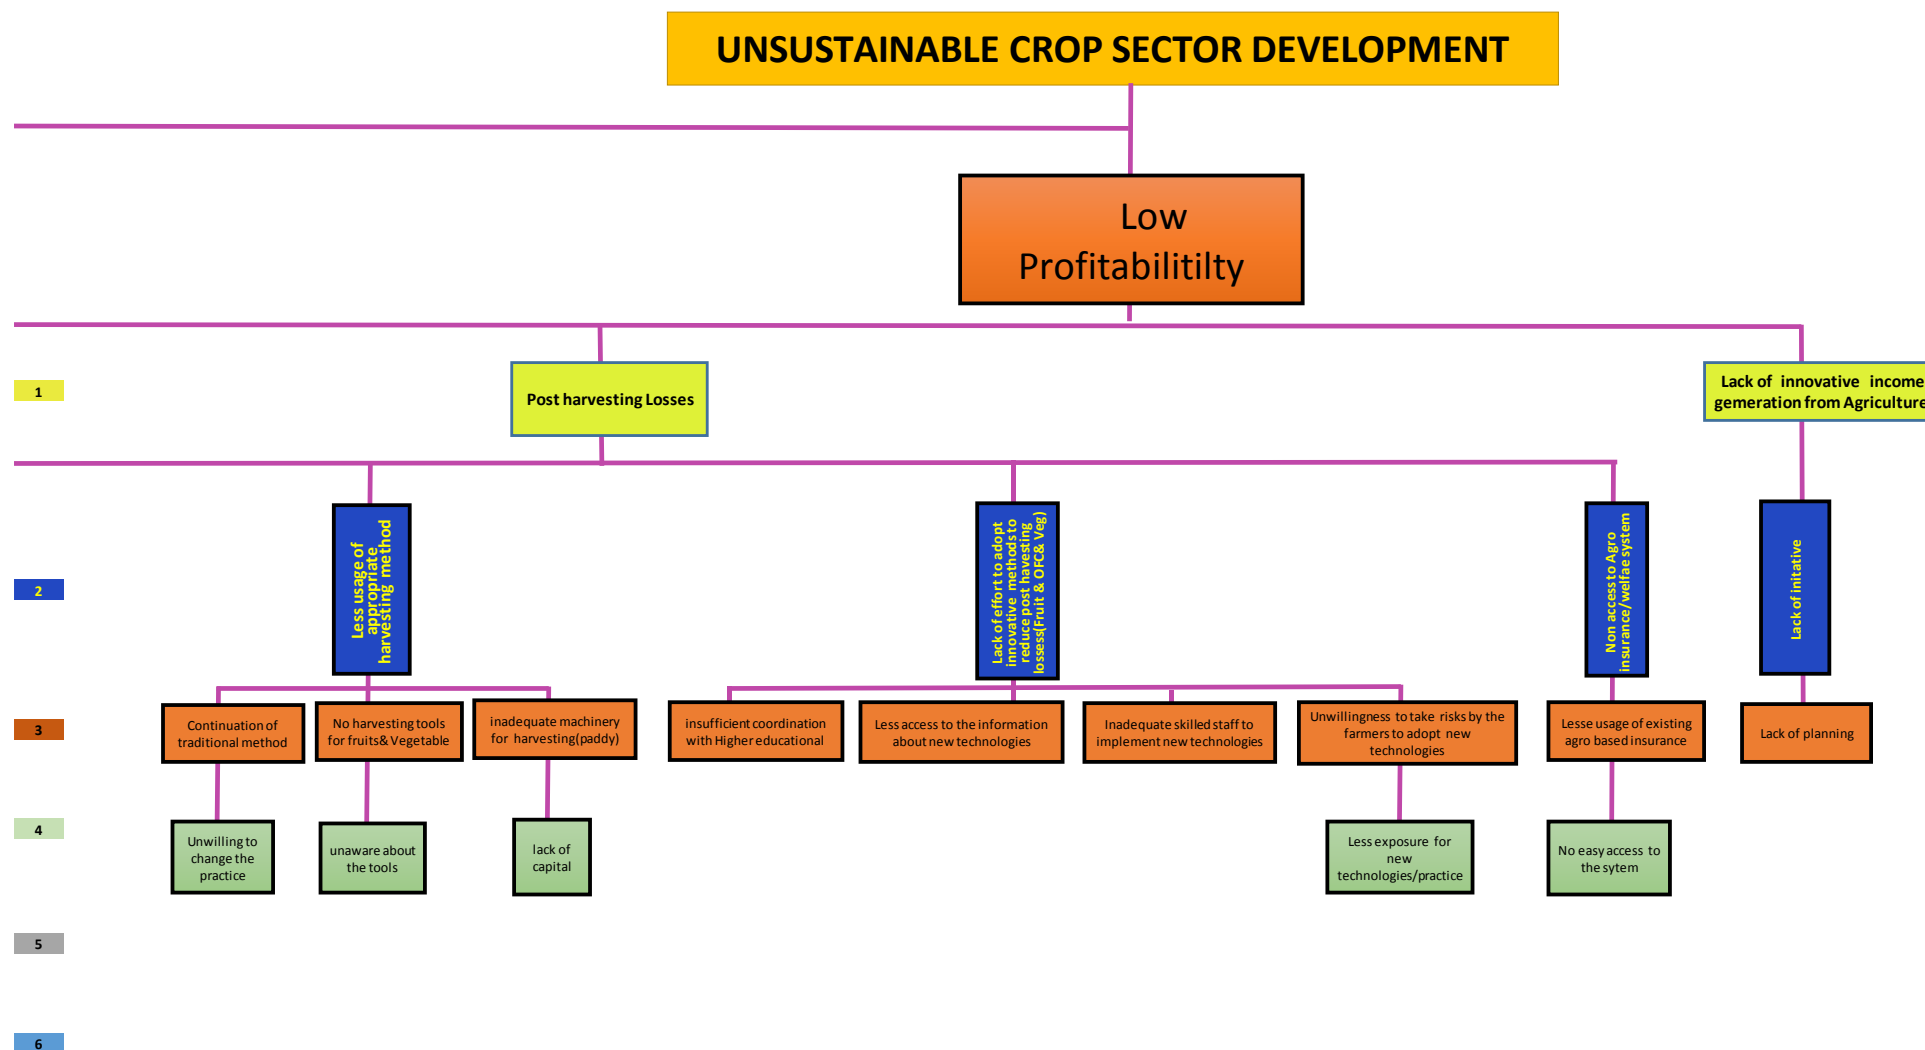 UNSUSTAINABLE CROP SECTOR DEVELOPMENT
Low
Profitabilitilty
1
Post harvesting Losses
Lack of innovative income
gemeration from Agriculture
2
Less usage of
appropriate
harvesting method
Lack of effort to adopt
innovative methods to
reduce post havesting
lossess(Fruit & OFC& Veg)
Non access to Agro
insurance/welfae system
Lack of initative
3
Continuation of
traditional method
No harvesting tools
for fruits& Vegetable
inadequate machinery
for harvesting(paddy)
insufficient coordination
with Higher educational
Less access to the information
about new technologies
Inadequate skilled staff to
implement new technologies
Unwillingness to take risks by the
farmers to adopt new
technologies
Lesse usage of existing
agro based insurance
Lack of planning
4
Unwilling to
change the
practice
unaware about
the tools
lack of
capital
Less exposure for
new
technologies/practice
No easy access to
the sytem
5
6